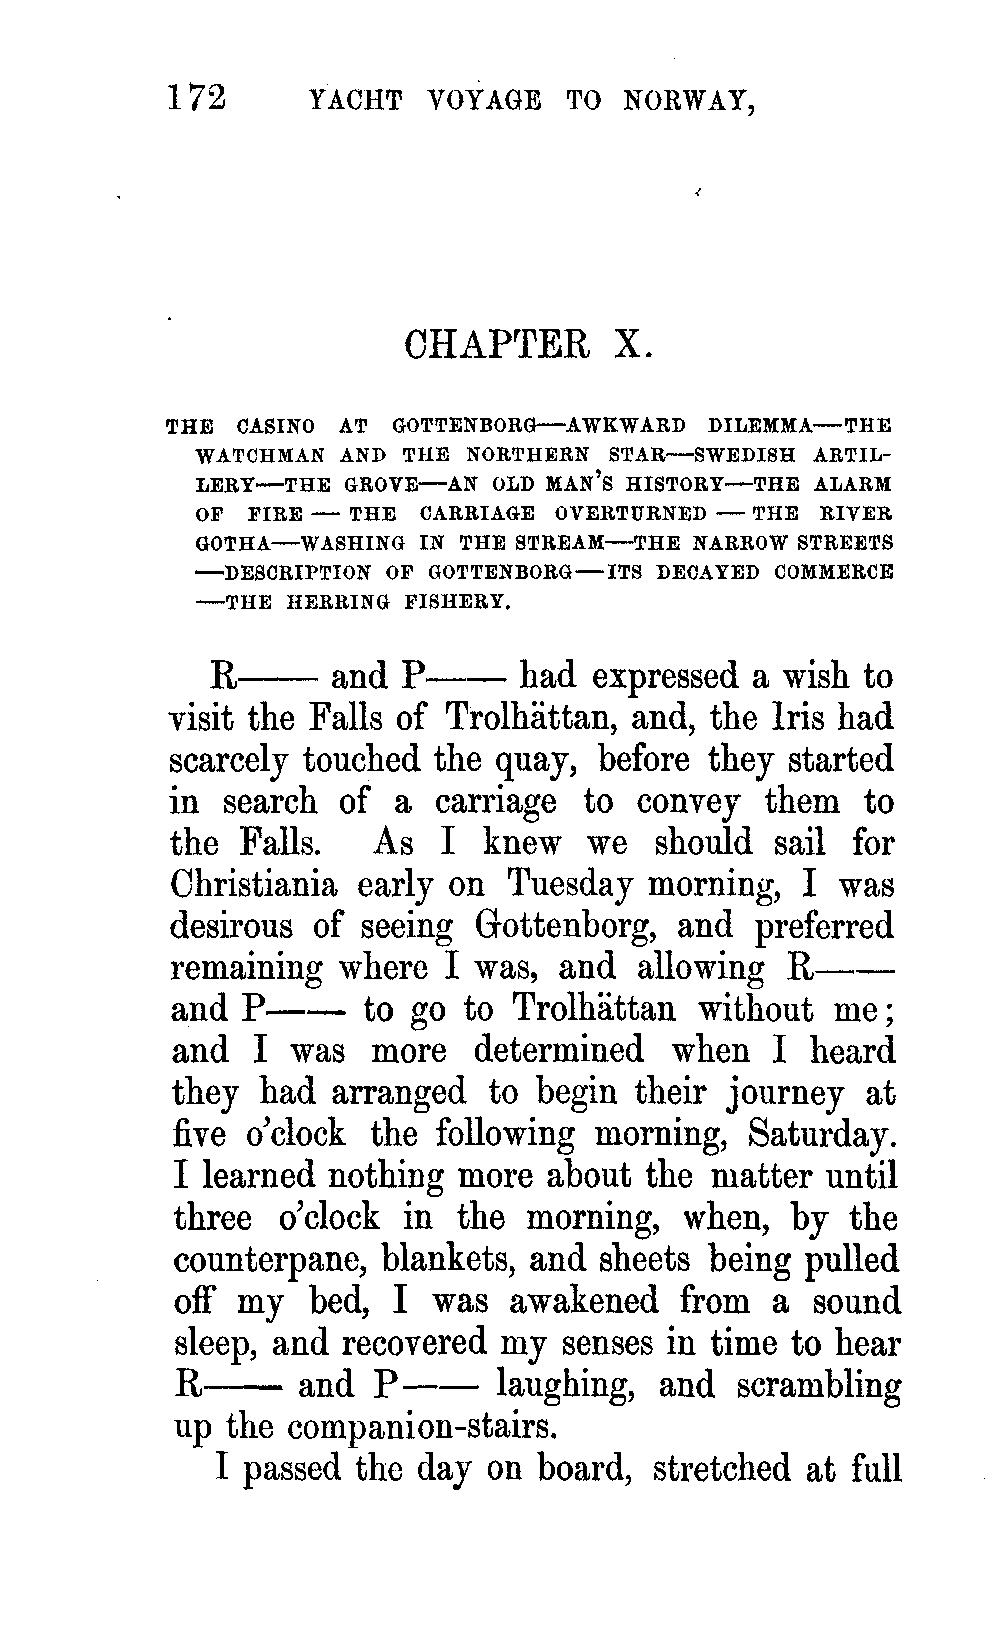 172 YACHT VOYAGE TO NORWAY,
CHAPTER X.
THE CASINO AT GOTTENBORG—AWKWARD DILEMMA—THE
WATCHMAN AND THE NORTHERN STAR—SWEDISH ARTIL-
LERY—THE GROVE—AN OLD MAN'S HISTORY—THE ALARM
OF FIRE — THE CARRIAGE OVERTURNED — THE RIVER
GOTHA—WASHING IN THE STREAM—THE NARROW STREETS
—DESCRIPTION OF GOTTENBORG—ITS DECAYED COMMERCE
—THE HERRING FISHERY.
R—— and P—— had expressed a wish to
visit the Falls of Trolhättan, and, the Iris had
scarcely touched the quay, before they started
in search of a carriage to convey them to
the Falls. As I knew we should sail for
Christiania early on Tuesday morning, I was
desirous of seeing Gottenborg, and preferred
remaining where I was, and allowing R——
and P—— to go to Trolhättan without me;
and I was more determined when I heard
they had arranged to begin their journey at
five o'clock the following morning, Saturday.
I learned nothing more about the matter until
three o'clock in the morning, when, by the
counterpane, blankets, and sheets being pulled
off my bed, I was awakened from a sound
sleep, and recovered my senses in time to hear
R—— and P—— laughing, and scrambling
up the companion-stairs.
I passed the day on board, stretched at full